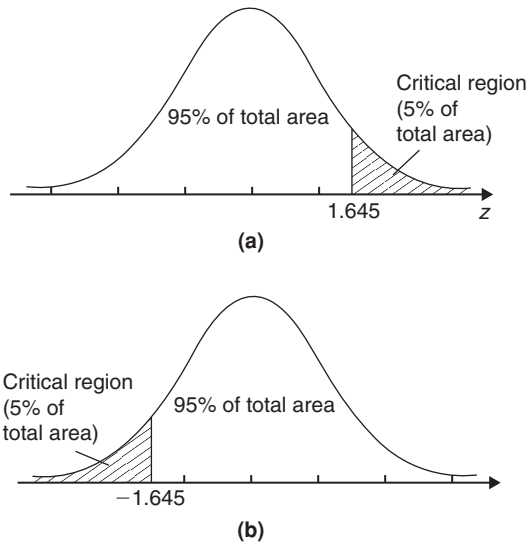 Critical region
(5% of
total area)
95% of total area
1.645
z
(a)
Critical region
(5% of
total area)
95% of total area
−1.645
(b)